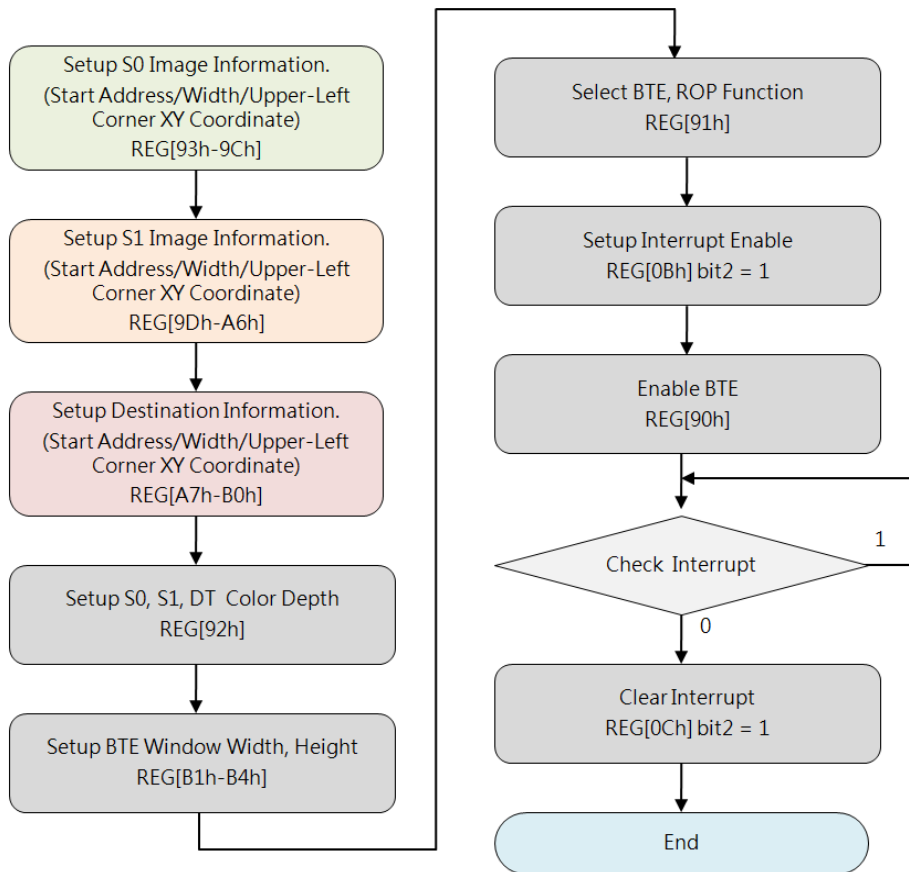 Setup S0 Image Information.
(Start Address/Width/Upper-Left
Corner XY Coordinate)
REG[93h-9Ch]
Setup S1 Image Information.
(Start Address/Width/Upper-Left
Corner XY Coordinate)
REG[9Dh-A6h]
Setup Destination Information.
(Start Address/Width/Upper-Left
Corner XY Coordinate)
REG[A7h-B0h]
Setup S0, S1, DT Color Depth
REG[92h]
Setup BTE Window Width, Height
REG[B1h-B4h]
Select BTE, ROP Function
REG[91h]
Setup Interrupt Enable
REG[0Bh] bit2 = 1
Enable BTE
REG[90h]
Check Interrupt
1
0
Clear Interrupt
REG[0Ch] bit2 = 1
End